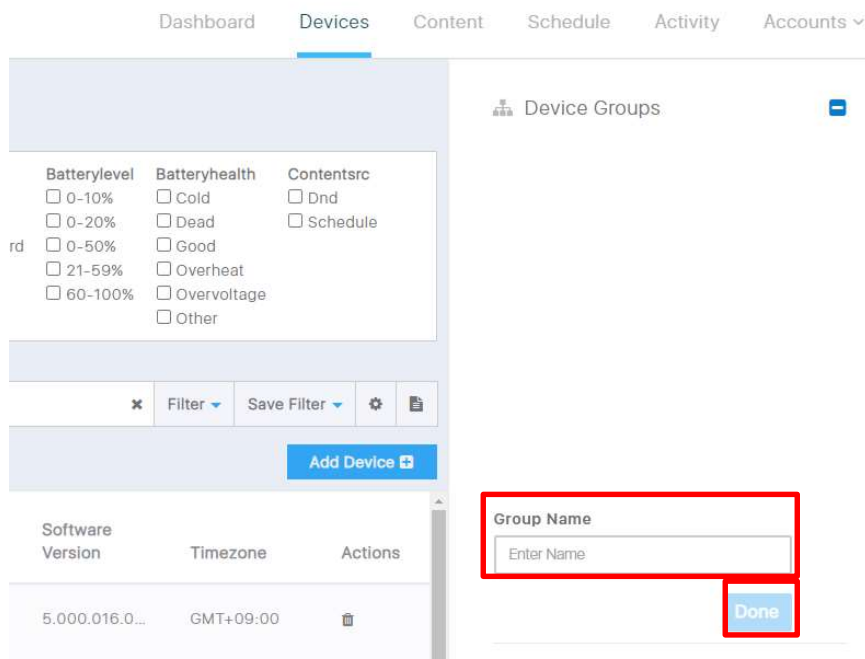 Dashboard Devices Content Schedule Activity Accounts
Device Groups
Batterylevel Batteryhealth Contentsrc
0-10% Cold Dnd
0-20% Dead Schedule
rd 0-50% Good
21-59% Overheat
60-100% Overvoltage
Other
Filter Save Filter
Add Device
Software
Version Timezone Actions
5.000.016.0... GMT+09:00
Group Name
Enter Name
Done